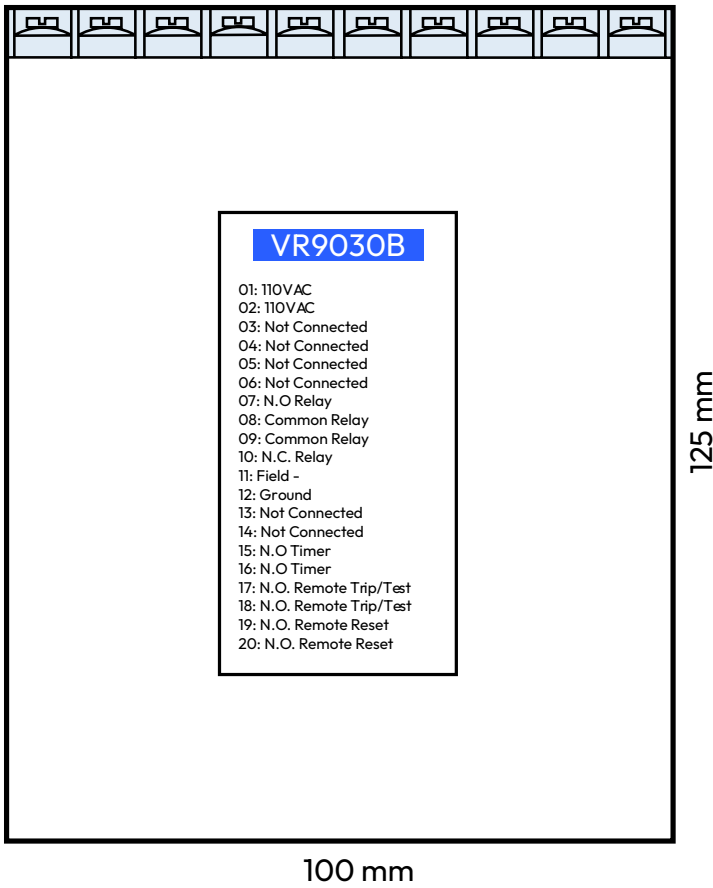 VR9030B
01: 110VAC
02: 110VAC
03: Not Connected
04: Not Connected
05: Not Connected
06: Not Connected
07: N.O Relay
08: Common Relay
09: Common Relay
10: N.C. Relay
11: Field -
12: Ground
13: Not Connected
14: Not Connected
15: N.O Timer
16: N.O Timer
17: N.O. Remote Trip/Test
18: N.O. Remote Trip/Test
19: N.O. Remote Reset
20: N.O. Remote Reset
125 mm
100 mm